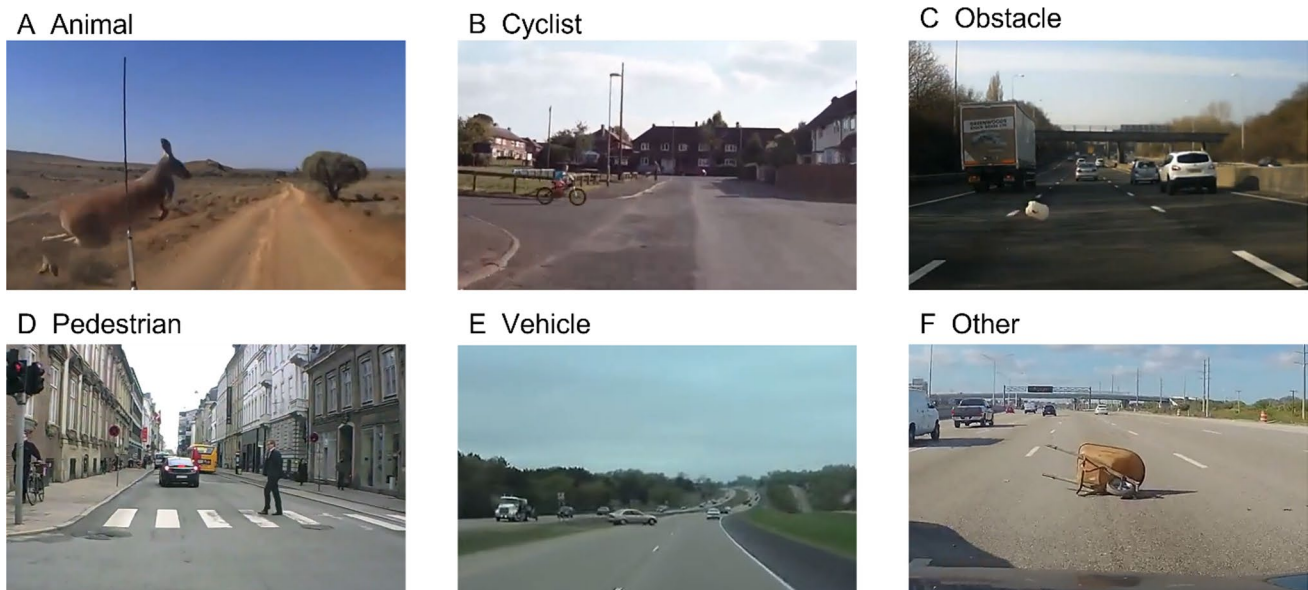 A Animal
B Cyclist
C Obstacle
D Pedestrian
E Vehicle
F Other